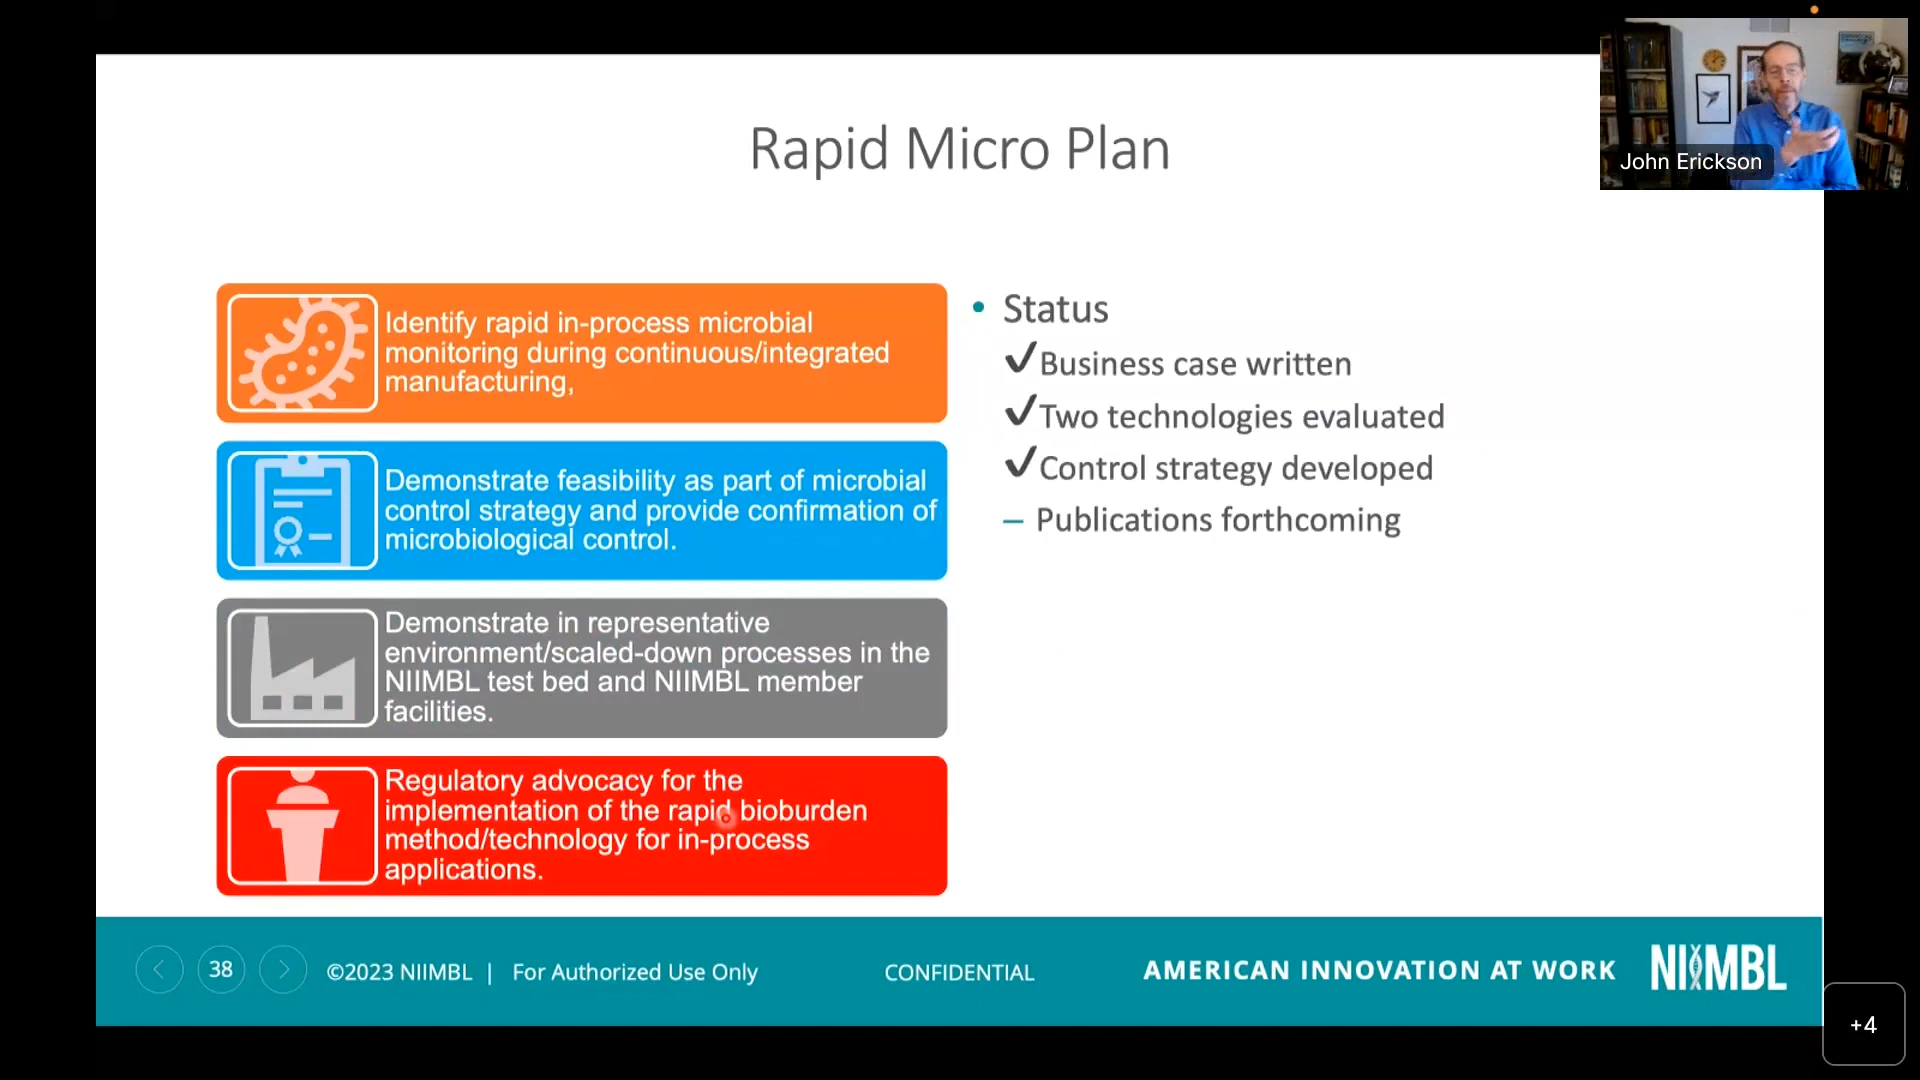 Rapid Micro Plan
John Erickson
Identify rapid in-process microbial
monitoring during continuous/integrated
manufacturing,
Demonstrate feasibility as part of microbial
control strategy and provide confirmation of
microbiological control.
Demonstrate in representative
environment/scaled-down processes in the
NIIMBL test bed and NIIMBL member
facilities.
Regulatory advocacy for the
implementation of the rapid bioburden
method/technology for in-process
applications.
• Status
✓Business case written
✓Two technologies evaluated
✓Control strategy developed
– Publications forthcoming
38
©2023 NIIMBL | For Authorized Use Only
CONFIDENTIAL
AMERICAN INNOVATION AT WORK
NIIMBL
+4